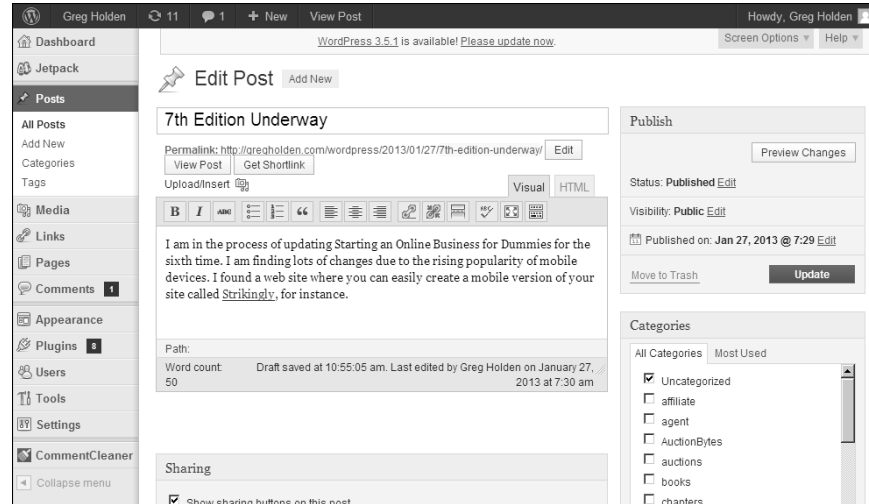 Greg Holden 11 1 + New View Post Howdy, Greg Holden
WordPress 3.5.1 is available! Please update now.
Screen Options Help
Dashboard
Jetpack
Posts
All Posts
Add New
Categories
Tags
Media
Links
Pages
Comments 1
Appearance
Plugins 8
Users
Tools
Settings
CommentCleaner
Collapse menu
Edit Post Add New
7th Edition Underway
Permalink: http://gregholden.com/wordpress/2013/01/27/7th-edition-underway/ Edit
View Post Get Shortlink
Upload/Insert
Visual HTML
B I ABC
I am in the process of updating Starting an Online Business for Dummies for the
sixth time. I am finding lots of changes due to the rising popularity of mobile
devices. I found a web site where you can easily create a mobile version of your
site called Strikingly, for instance.
Path:
Word count: Draft saved at 10:55:05 am. Last edited by Greg Holden on January 27,
50 2013 at 7:30 am
Sharing
Show sharing buttons on this post.
Publish
Preview Changes
Status: Published Edit
Visibility: Public Edit
Published on: Jan 27, 2013 @ 7:29 Edit
Move to Trash Update
Categories
All Categories Most Used
Uncategorized
affiliate
agent
AuctionBytes
auctions
books
chapters